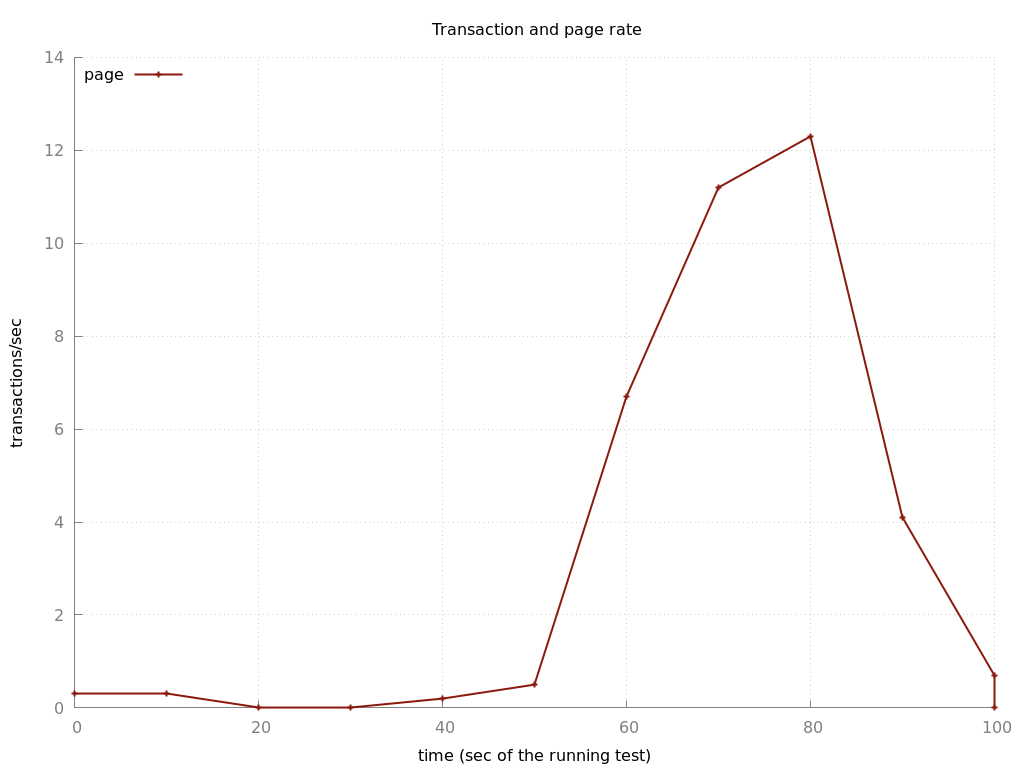 Transaction and page rate
14
page
12
10
8
6
4
2
0
transactions/sec
0 20 40 60 80 100
time (sec of the running test)